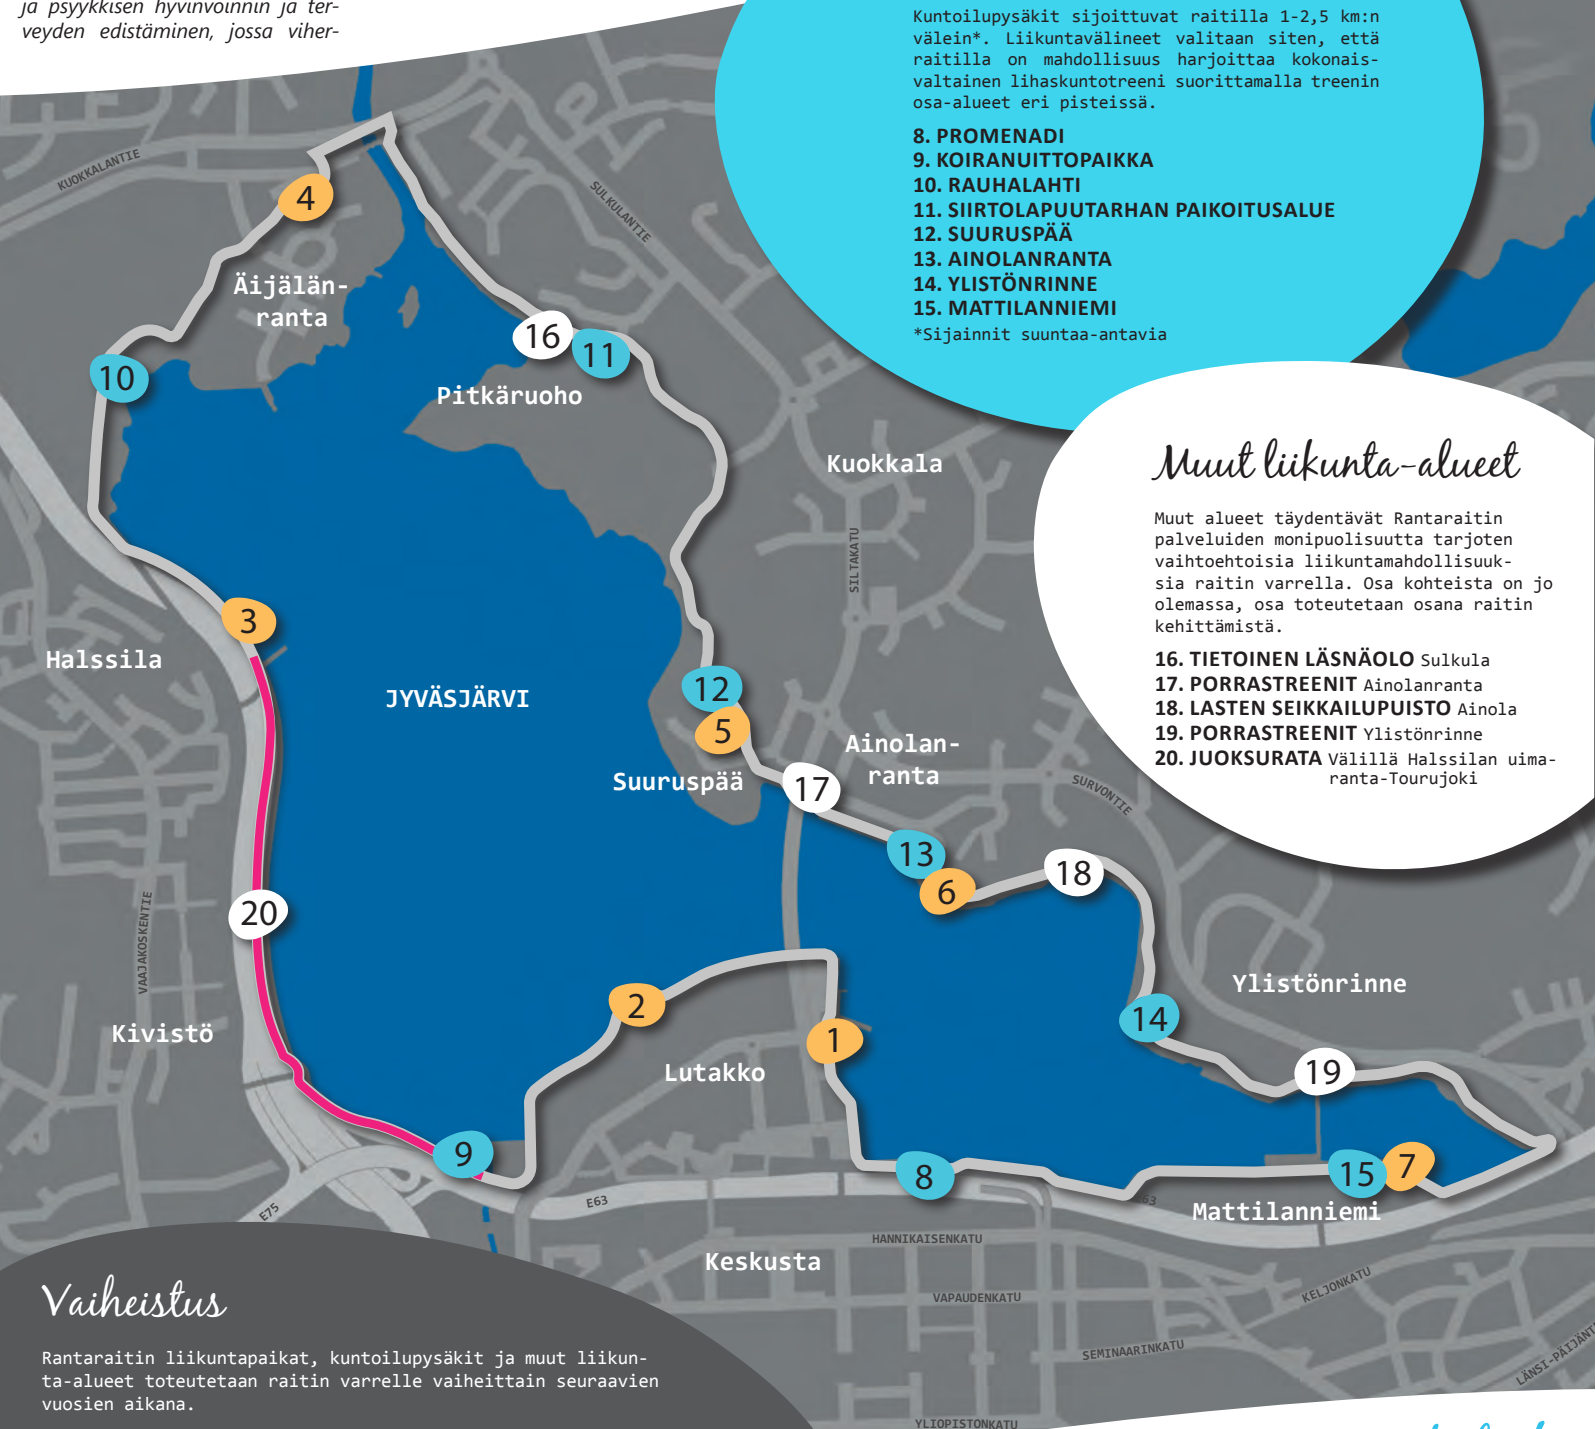 ja psyykkisen hyvinvoinnin ja ter-
veyden edistäminen, jossa viher-
Kuntoilupysäkit sijoittuvat raitilla 1-2,5 km:n
välein*. Liikuntavälineet valitaan siten, että
raitilla on mahdollisuus harjoittaa kokonais-
valtainen lihaskuntotreeni suorittamalla treenin
osa-alueet eri pisteissä.
8. PROMENADI
9. KOIRANUITTOPAIKKA
10. RAUHALAHTI
11. SIIRTOLAPUUTARHAN PAIKOITUSALUE
12. SUURUSPÄÄ
13. AINOLANRANTA
14. YLISTÖNRINNE
15. MATTILANNIEMI
*Sijainnit suuntaa-antavia
Muut liikunta-alueet
Muut alueet täydentävät Rantaraitin
palveluiden monipuolisuutta tarjoten
vaihtoehtoisia liikuntamahdollisuuk-
sia raitin varrella. Osa kohteista on jo
olemassa, osa toteutetaan osana raitin
kehittämistä.
16. TIETOINEN LÄSNÄOLO Sulkula
17. PORRASTREENIT Ainolanranta
18. LASTEN SEIKKAILUPUISTO Ainola
19. PORRASTREENIT Ylistönrinne
20. JUOKSURATA Välillä Halssilan uima-
ranta-Tourujoki
KUOKKALANTIE
SULKULANTIE
4
Äijälän-
ranta
16
11
10
Pitkäruoho
Kuokkala
SILTAKATU
3
Halssila
JYVÄSJÄRVI
12
5
Suuruspää
Ainolan-
ranta
17
SURVONTIE
13
6
18
20
VAAJAKOSKENTIE
Kivistö
2
1
Lutakko
Ylistönrinne
14
19
9
8
15
7
E63
E63
E75
Mattilanniemi
Keskusta
HANNIKAISENKATU
VAPAUDENKATU
KELJONKATU
SEMINAARINKATU
LÄNSI-PÄIJÄNT
YLIOPISTONKATU
Vaiheistus
Rantaraitin liikuntapaikat, kuntoilupysäkit ja muut liikun-
ta-alueet toteutetaan raitin varrelle vaiheittain seuraavien
vuosien aikana.